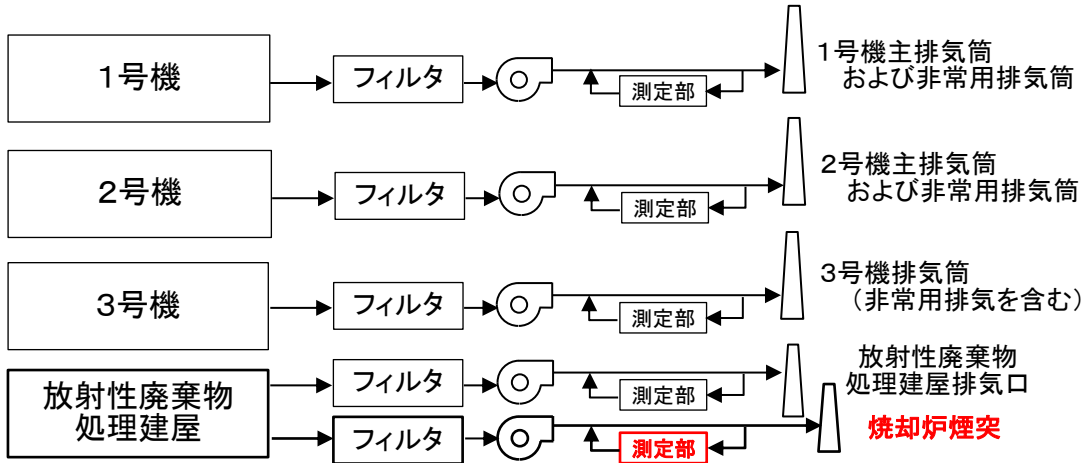 1号機
フィルタ
測定部
1号機主排気筒
および非常用排気筒
2号機
フィルタ
測定部
2号機主排気筒
および非常用排気筒
3号機
フィルタ
測定部
3号機排気筒
(非常用排気を含む)
放射性廃棄物
処理建屋
フィルタ
測定部
放射性廃棄物
処理建屋排気口
フィルタ
測定部
焼却炉煙突